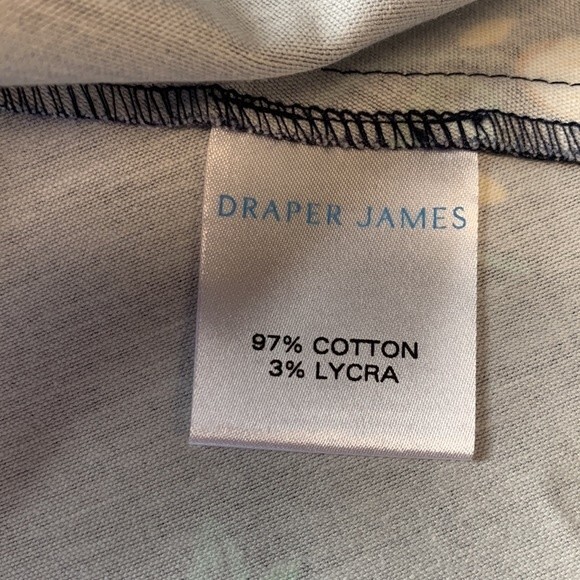 DRAPER JAMES
97% COTTON
3% LYCRA